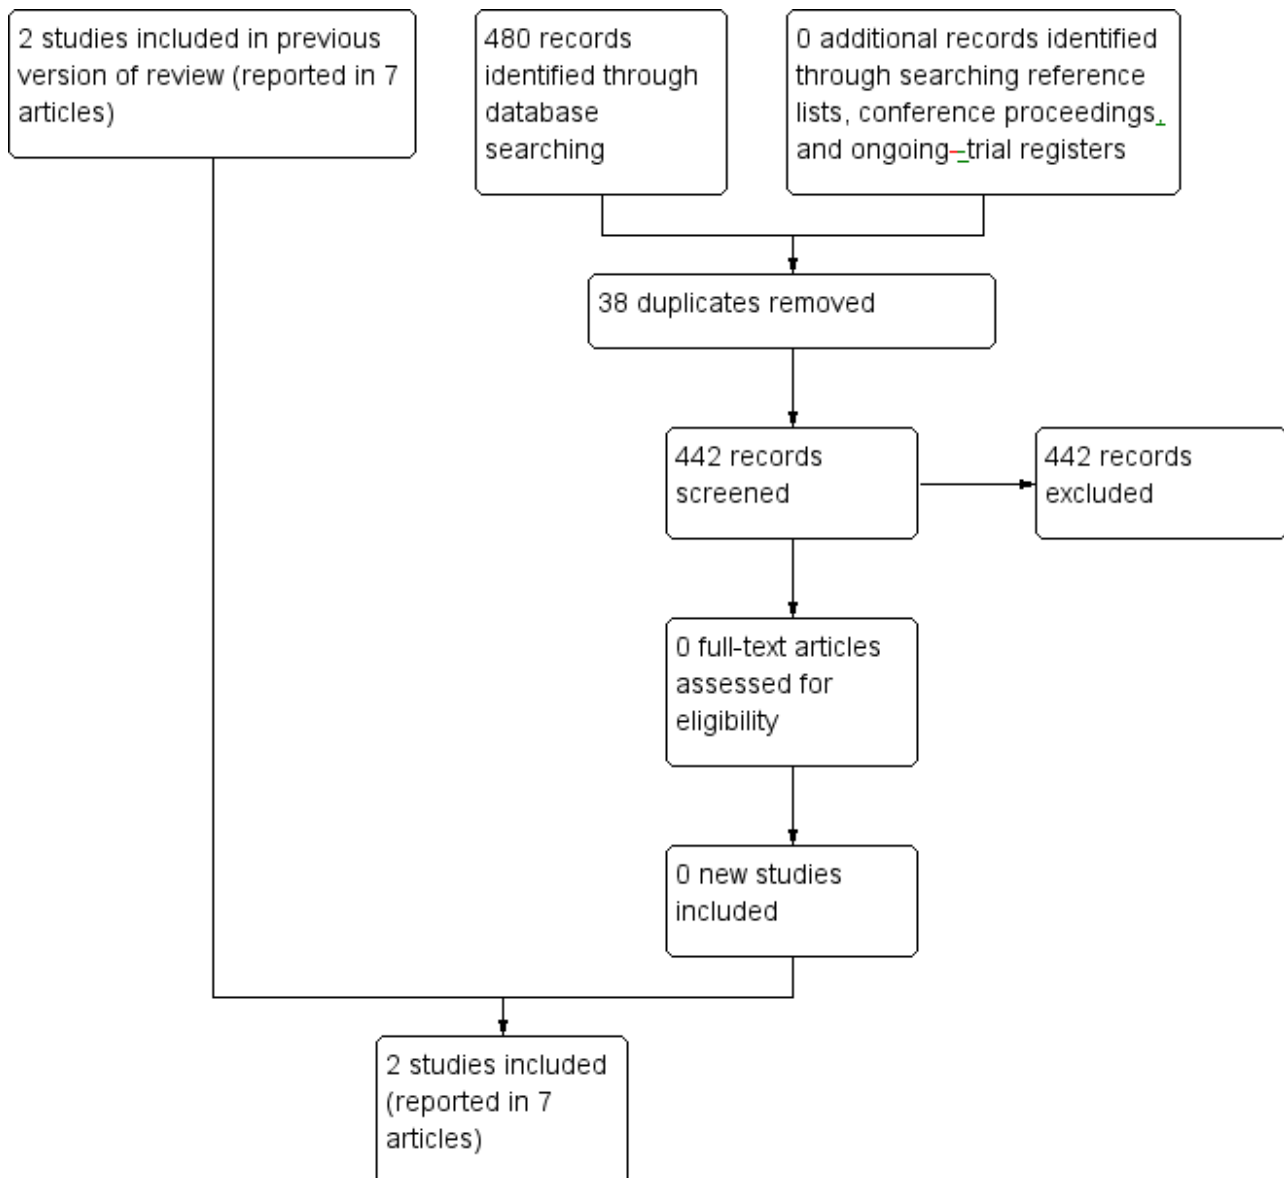 2 studies included in previous
version of review (reported in 7
articles)
480 records
identified through
database
searching
0 additional records identified
through searching reference
lists, conference proceedings,
and ongoing--trial registers
38 duplicates removed
442 records
screened
442 records
excluded
0 full-text articles
assessed for
eligibility
0 new studies
included
2 studies included
(reported in 7
articles)